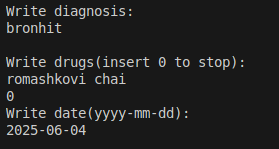 Write diagnosis:
bronhit
Write drugs(insert 0 to stop):
romashkovi chai
0
Write date(yyyy-mm-dd):
2025-06-04